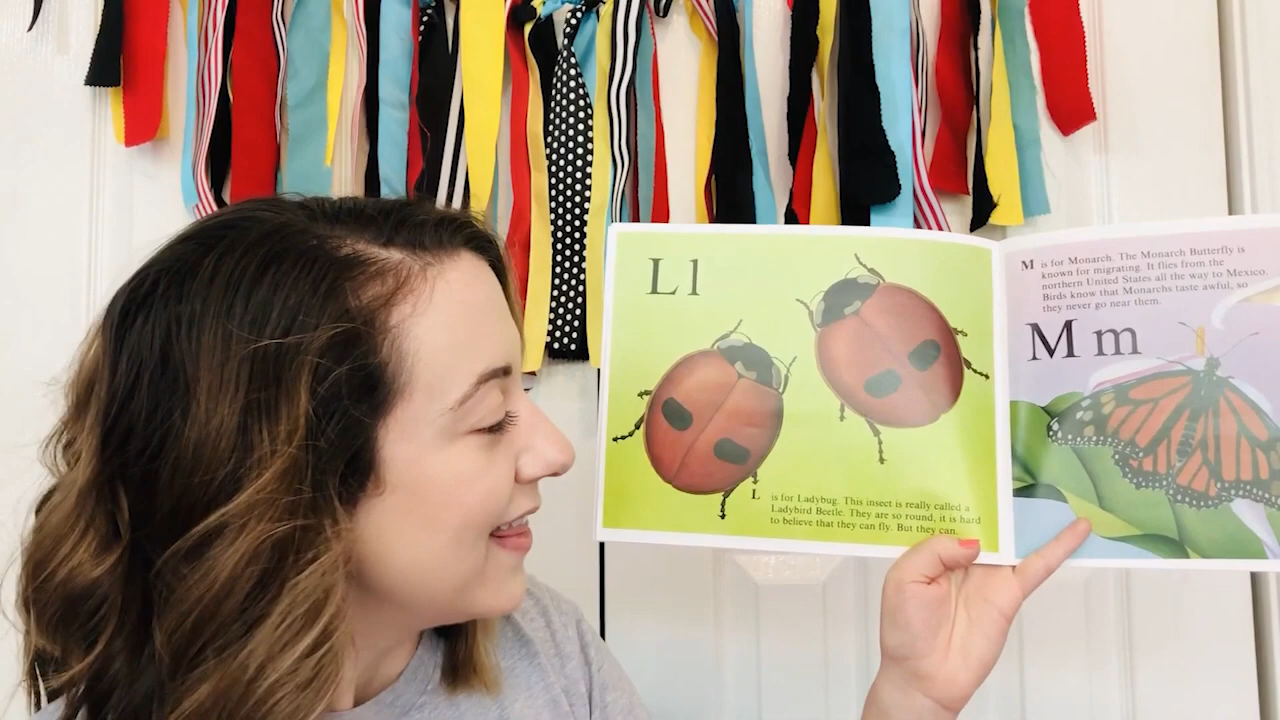 L l
L is for Ladybug. This insect is really called a
Ladybird Beetle. They are so round, it is hard
to believe that they can fly. But they can.
M is for Monarch. The Monarch Butterfly is
known for migrating. It flies from the
northern United States all the way to Mexico.
Birds know that Monarchs taste awful, so
they never go near them.
M m